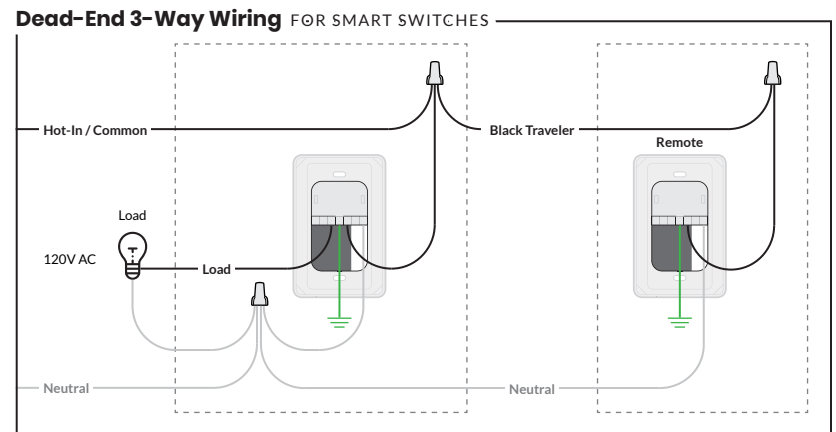 Dead-End 3-Way Wiring FOR SMART SWITCHES
Hot-In / Common
Black Traveler
Remote
Load
120V AC
Load
Neutral
Neutral